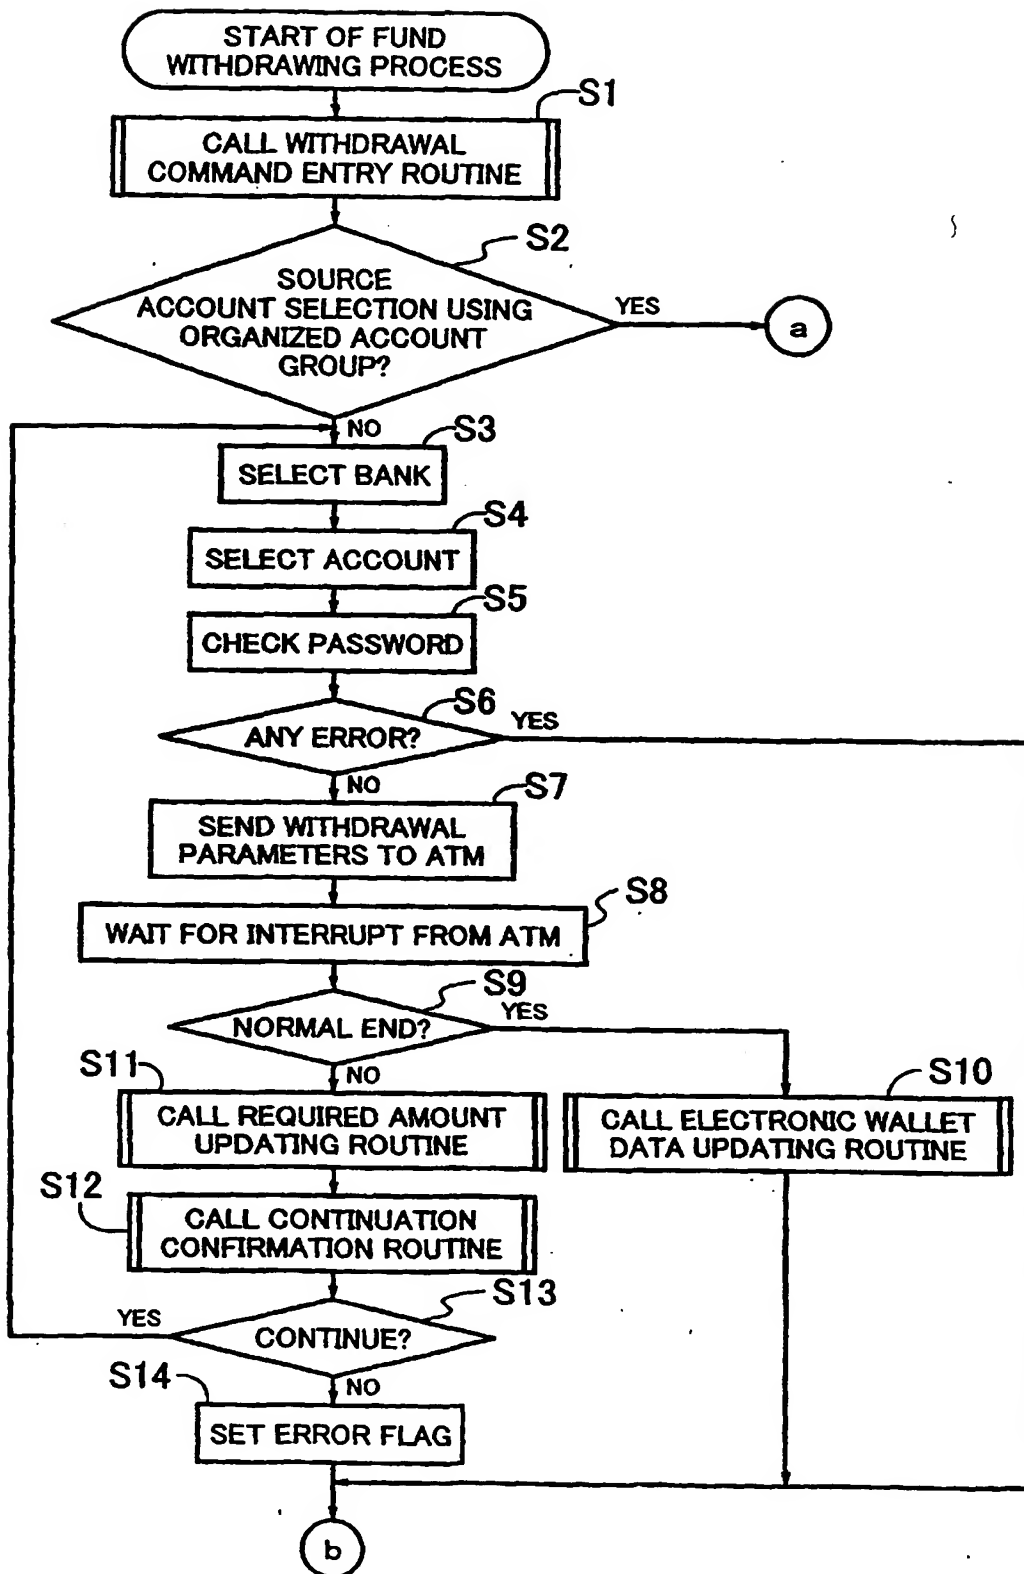 START OF FUND
WITHDRAWING PROCESS
S1
CALL WITHDRAWAL
COMMAND ENTRY ROUTINE
S2
SOURCE
ACCOUNT SELECTION USING
ORGANIZED ACCOUNT
GROUP?
YES
a
NO
S3
SELECT BANK
S4
SELECT ACCOUNT
S5
CHECK PASSWORD
S6
ANY ERROR?
YES
NO
S7
SEND WITHDRAWAL
PARAMETERS TO ATM
S8
WAIT FOR INTERRUPT FROM ATM
S9
NORMAL END?
YES
NO
S11
CALL REQUIRED AMOUNT
UPDATING ROUTINE
S10
CALL ELECTRONIC WALLET
DATA UPDATING ROUTINE
S12
CALL CONTINUATION
CONFIRMATION ROUTINE
S13
YES
CONTINUE?
NO
S14
SET ERROR FLAG
b